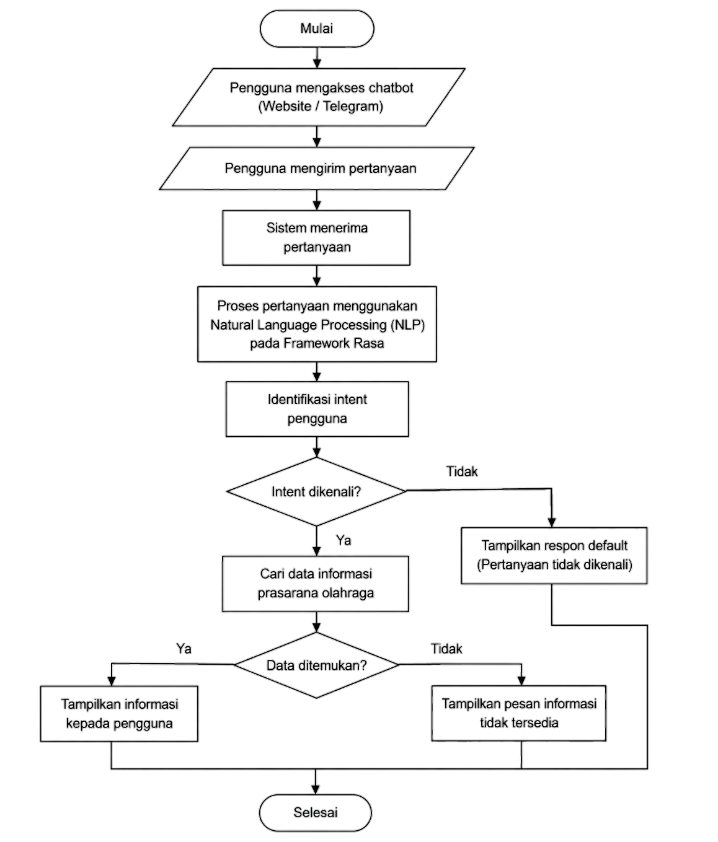 Mulai
Pengguna mengakses chatbot
(Website / Telegram)
Pengguna mengirim pertanyaan
Sistem menerima
pertanyaan
Proses pertanyaan menggunakan
Natural Language Processing (NLP)
pada Framework Rasa
Identifikasi intent
pengguna
Intent dikenali?
Tidak
Ya
Tampilkan respon default
(Pertanyaan tidak dikenali)
Cari data informasi
prasarana olahraga
Data ditemukan?
Ya
Tidak
Tampilkan informasi
kepada pengguna
Tampilkan pesan informasi
tidak tersedia
Selesai